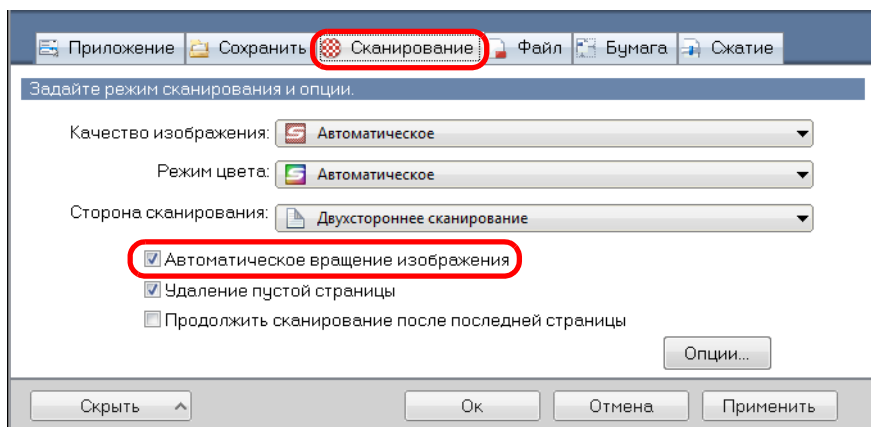 Приложение Сохранить Сканирование Файл Бумага Сжатие
Задайте режим сканирования и опции.
Качество изображения: Автоматическое
Режим цвета: Автоматическое
Сторона сканирования: Двухстороннее сканирование
Автоматическое вращение изображения
Удаление пустой страницы
Продолжить сканирование после последней страницы
Опции...
Скрыть Ок Отмена Применить